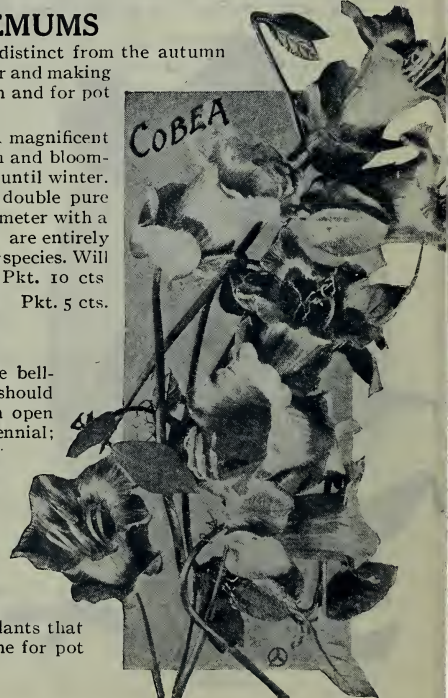 EMUMS
distinct from the autumn
r and making
n and for pot
magnificent
n and bloom-
until winter.
double pure
meter with a
are entirely
species. Will
Pkt. 10 cts
Pkt. 5 cts.
e bell-
should
n open
ennial;
lants that
ne for pot
COBEA